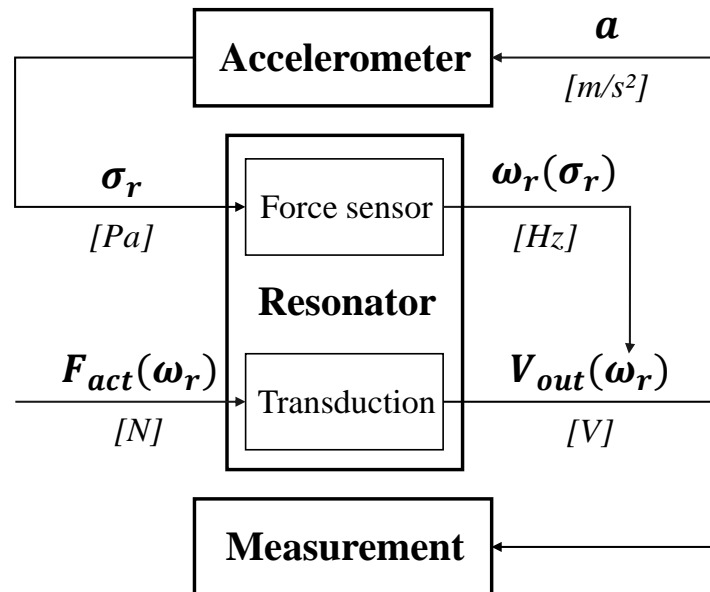 Accelerometer
a
[m/s²]
σr
[Pa]
Force sensor
ωr(σr)
[Hz]
Resonator
Fact(ωr)
[N]
Transduction
Vout(ωr)
[V]
Measurement